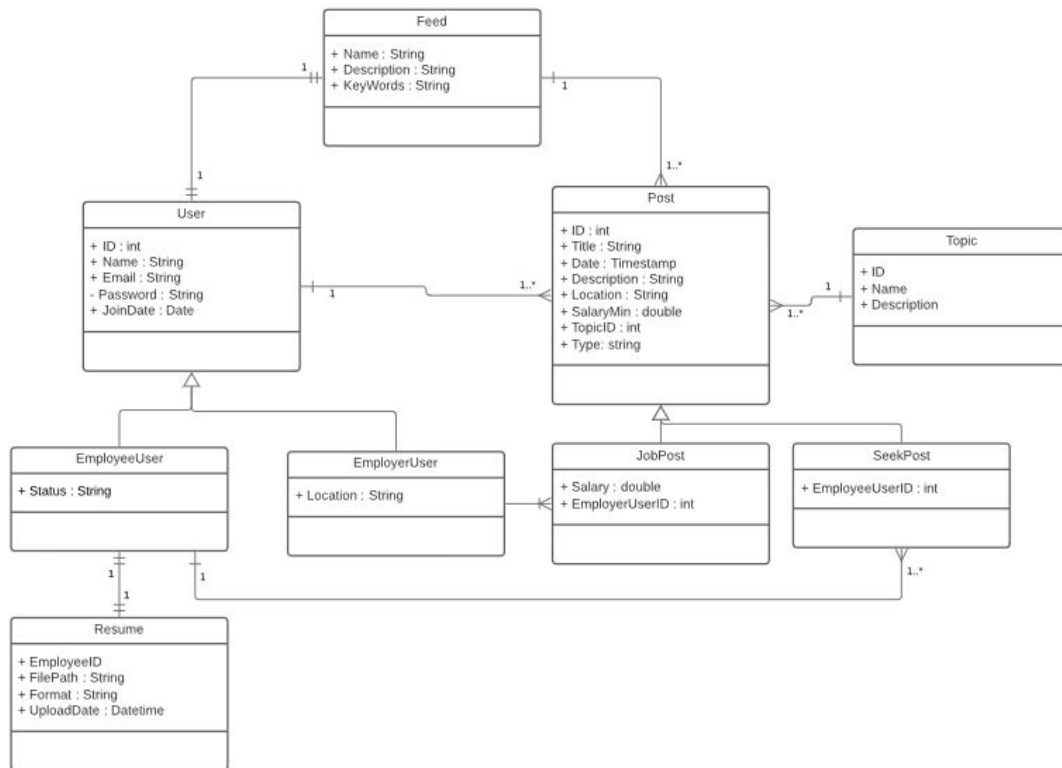 Feed
+ Name : String
+ Description : String
+ KeyWords : String
1
1
1
1..*
User
+ ID : int
+ Name : String
+ Email : String
- Password : String
+ JoinDate : Date
1
1..*
Post
+ ID : int
+ Title : String
+ Date : Timestamp
+ Description : String
+ Location : String
+ SalaryMin : double
+ TopicID : int
+ Type: string
1..*
1
Topic
+ ID
+ Name
+ Description
EmployeeUser
+ Status : String
EmployerUser
+ Location : String
JobPost
+ Salary : double
+ EmployerUserID : int
SeekPost
+ EmployeeUserID : int
1
1
1
1..*
Resume
+ EmployeeID
+ FilePath : String
+ Format : String
+ UploadDate : Datetime